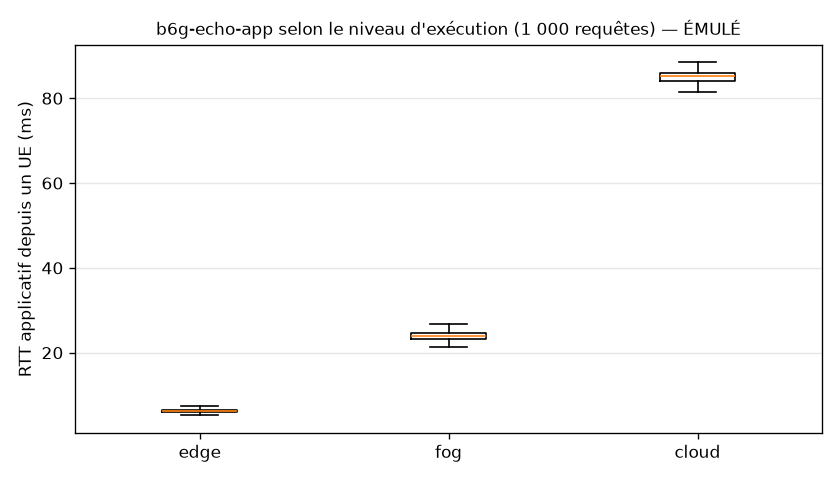 b6g-echo-app selon le niveau d'exécution (1 000 requêtes) — ÉMULÉ
RTT applicatif depuis un UE (ms)
80
60
40
20
edge
fog
cloud